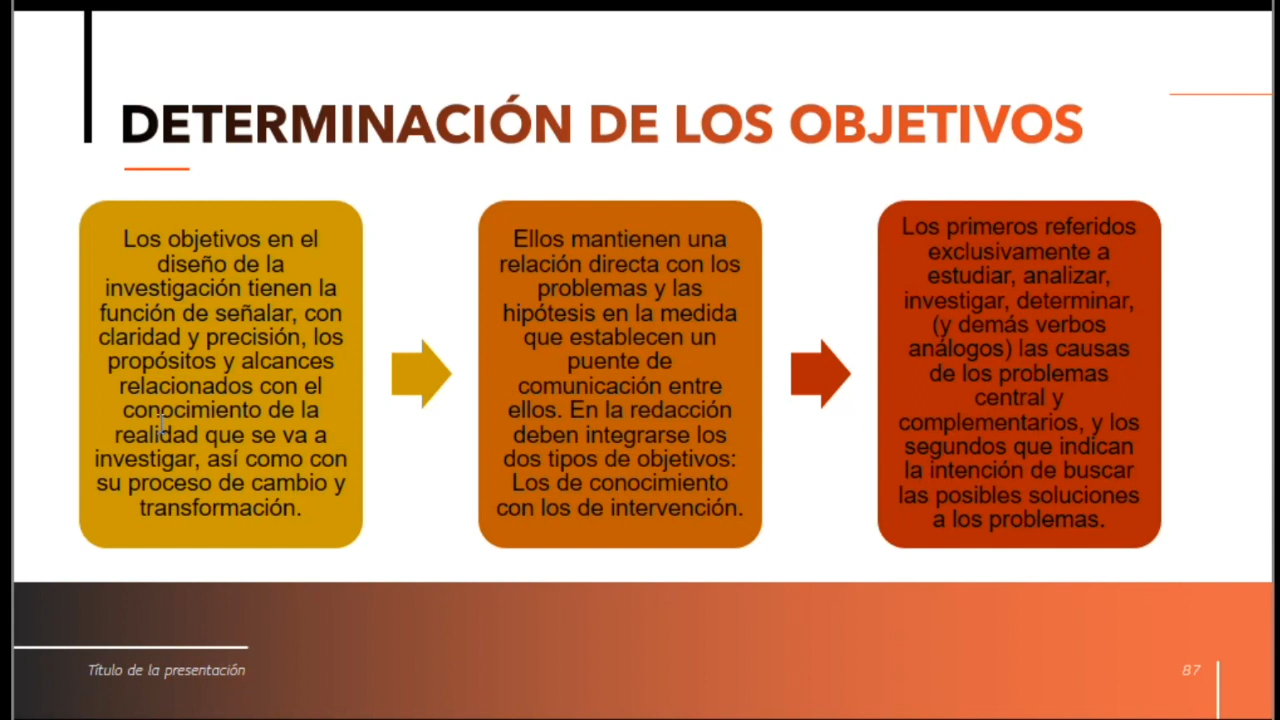 DETERMINACIÓN DE LOS OBJETIVOS
Los objetivos en el
diseño de la
investigación tienen la
función de señalar, con
claridad y precisión, los
propósitos y alcances
relacionados con el
conocimiento de la
realidad que se va a
investigar, así como con
su proceso de cambio y
transformación.
Ellos mantienen una
relación directa con los
problemas y las
hipótesis en la medida
que establecen un
puente de
comunicación entre
ellos. En la redacción
deben integrarse los
dos tipos de objetivos:
Los de conocimiento
con los de intervención.
Los primeros referidos
exclusivamente a
estudiar, analizar,
investigar, determinar,
(y demás verbos
análogos) las causas
de los problemas
central y
complementarios, y los
segundos que indican
la intención de buscar
las posibles soluciones
a los problemas.
Título de la presentación
87